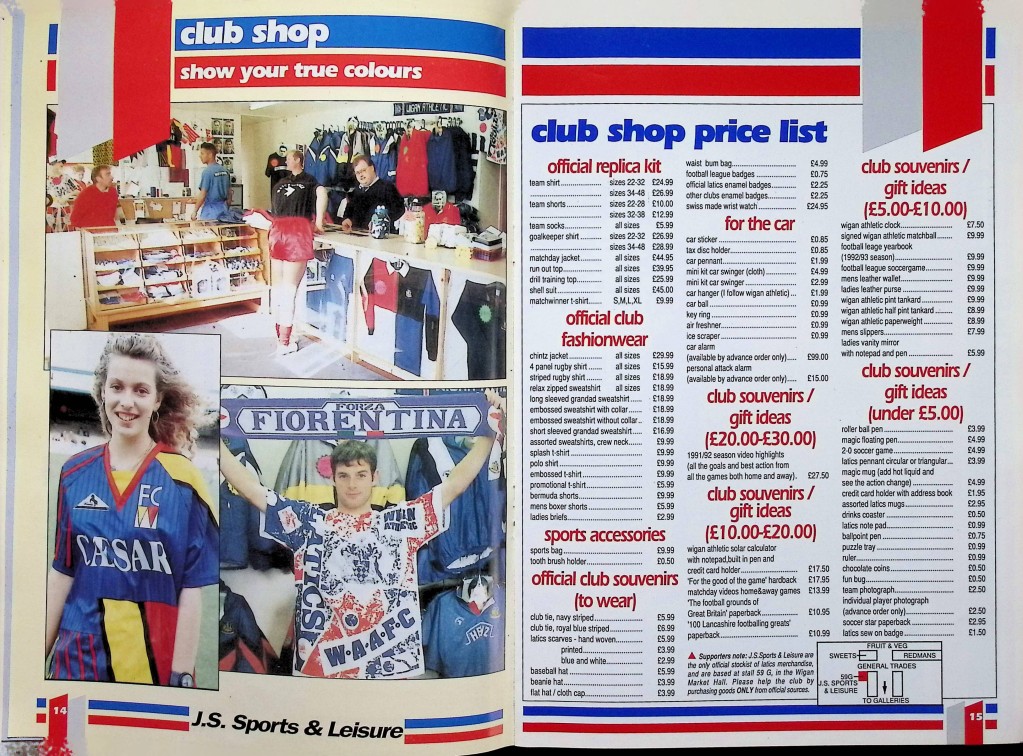 club shop
show your true colours
WIGAN ATHLETIC
FORZA
FIORENTINA
FC
CÆSAR
WIGAN
ATHLETIC
LATICS
W·A·A·F·C
14
J.S. Sports & Leisure
club shop price list
official replica kit
team shirt.......... sizes 22-32 £24.99
.......... sizes 34-48 £26.99
team shorts.......... sizes 22-28 £10.00
.......... sizes 32-38 £12.99
team socks.......... all sizes £5.99
goalkeeper shirt.......... sizes 22-32 £26.99
.......... sizes 34-48 £28.99
matchday jacket.......... all sizes £44.95
run out top.......... all sizes £39.95
drill training top.......... all sizes £25.99
shell suit.......... all sizes £45.00
matchwinner t-shirt....... S,M,L,XL £9.99
official club
fashionwear
chintz jacket.......... all sizes £29.99
4 panel rugby shirt....... all sizes £15.99
striped rugby shirt ....... all sizes £18.99
relax zipped sweatshirt all sizes £18.99
long sleeved grandad sweatshirt...... £18.99
embossed sweatshirt with collar ....... £18.99
embossed sweatshirt without collar .. £18.99
short sleeved grandad sweatshirt..... £16.99
assorted sweatshirts, crew neck....... £9.99
splash t-shirt.......... £9.99
polo shirt.......... £9.99
embossed t-shirt.......... £9.99
promotional t-shirt.......... £5.99
bermuda shorts.......... £9.99
mens boxer shorts.......... £5.99
ladies briefs.......... £2.99
sports accessories
sports bag.......... £9.99
tooth brush holder.......... £0.50
official club souvenirs
(to wear)
club tie, navy striped.......... £5.99
club tie, royal blue striped.......... £6.99
latics scarves - hand woven.......... £5.99
printed.......... £3.99
blue and white.......... £2.99
baseball hat.......... £5.99
beanie hat.......... £3.99
flat hat / cloth cap.......... £3.99
waist bum bag.......... £4.99
football league badges .......... £0.75
official latics enamel badges.......... £2.25
other clubs enamel badges.......... £2.25
swiss made wrist watch.......... £24.95
for the car
car sticker.......... £0.85
tax disc holder.......... £0.85
car pennant.......... £1.99
mini kit car swinger (cloth).......... £4.99
mini kit car swinger.......... £2.99
car hanger (I follow wigan athletic) ... £1.99
car ball.......... £0.99
key ring.......... £0.99
air freshner.......... £0.99
ice scraper.......... £0.99
car alarm
(available by advance order only)..... £99.00
personal attack alarm
(available by advance order only)..... £15.00
club souvenirs /
gift ideas
(£20.00-£30.00)
1991/92 season video highlights
(all the goals and best action from
all the games both home and away). £27.50
club souvenirs /
gift ideas
(£10.00-£20.00)
wigan athletic solar calculator
with notepad,built in pen and
credit card holder.......... £17.50
'For the good of the game' hardback £17.95
matchday videos home&away games £13.99
'The football grounds of
Great Britain' paperback.......... £10.95
'100 Lancashire footballing greats'
paperback.......... £10.99
▲ Supporters note: J.S.Sports & Leisure are
the only official stockist of latics merchandise,
and are based at stall 59 G, in the Wigan
Market Hall. Please help the club by
purchasing goods ONLY from official sources.
club souvenirs /
gift ideas
(£5.00-£10.00)
wigan athletic clock.......... £7.50
signed wigan athletic matchball........ £9.99
football leage yearbook
(1992/93 season).......... £9.99
football league soccergame.......... £9.99
mens leather wallet.......... £9.99
ladies leather purse.......... £9.99
wigan athletic pint tankard.......... £9.99
wigan athletic half pint tankard ........ £8.99
wigan athletic paperweight.......... £8.99
mens slippers.......... £7.99
ladies vanity mirror
with notepad and pen .......... £5.99
club souvenirs /
gift ideas
(under £5.00)
roller ball pen.......... £3.99
magic floating pen.......... £4.99
2-0 soccer game.......... £4.99
latics pennant circular or triangular... £3.99
magic mug (add hot liquid and
see the action change) .......... £4.99
credit card holder with address book £1.95
assorted latics mugs.......... £2.95
drinks coaster.......... £0.50
latics note pad.......... £0.99
ballpoint pen.......... £0.75
puzzle tray.......... £0.99
ruler.......... £0.99
chocolate coins.......... £0.50
fun bug.......... £0.50
team photograph.......... £2.50
individual player photograph
(advance order only).......... £2.50
soccer star paperback.......... £2.95
latics sew on badge.......... £1.50
FRUIT & VEG
SWEETS
REDMANS
GENERAL TRADES
59G
J.S. SPORTS
& LEISURE
TO GALLERIES
15